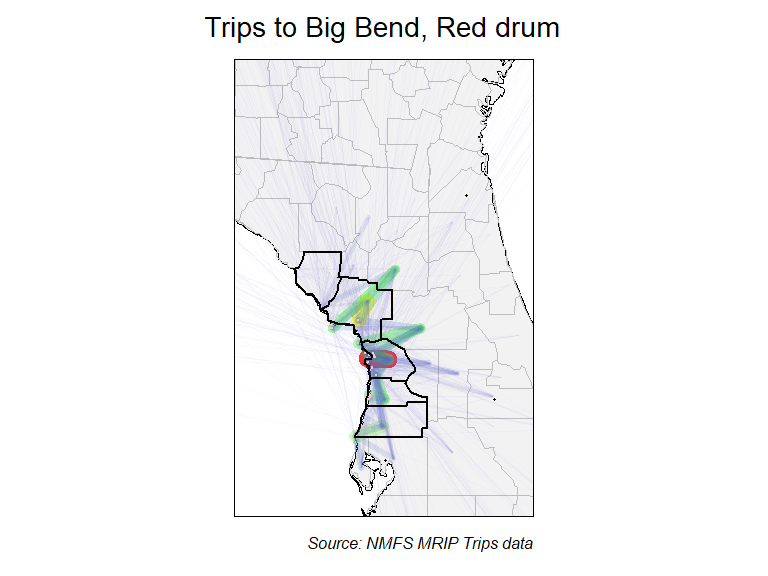 Trips to Big Bend, Red drum
Source: NMFS MRIP Trips data